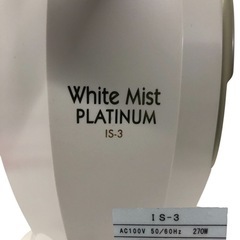 White Mist
PLATINUM
IS-3
IS-3
AC100V 50/60Hz 270W